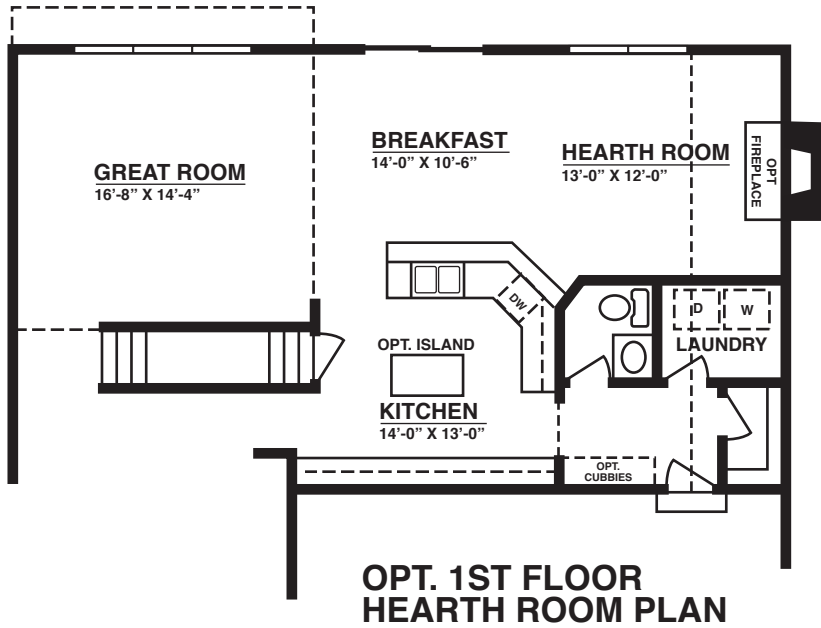 GREAT ROOM
16'-8” X 14'-4”
BREAKFAST
14'-0” X 10'-6”
HEARTH ROOM
13'-0” X 12'-0”
OPT
FIREPLACE
DW
D
W
LAUNDRY
OPT. ISLAND
KITCHEN
14'-0” X 13'-0”
OPT.
CUBBIES
OPT. 1ST FLOOR
HEARTH ROOM PLAN